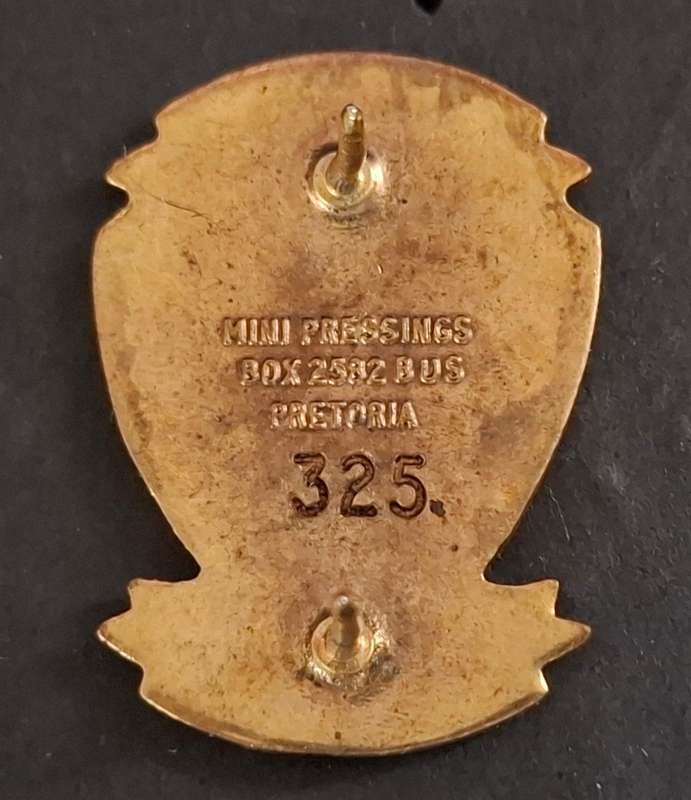 MINI PRESSINGS
BOX 2582 BUS
PRETORIA
325.